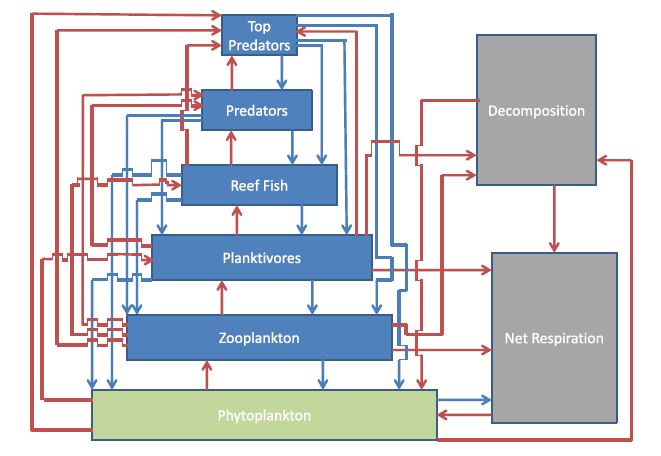 Top
Predators
Predators
Reef Fish
Planktivores
Zooplankton
Phytoplankton
Decomposition
Net Respiration